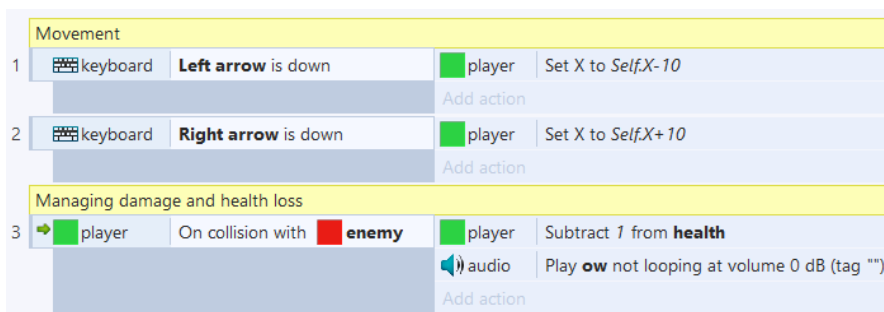 Movement
1 keyboard Left arrow is down player Set X to Self.X-10
Add action
2 keyboard Right arrow is down player Set X to Self.X+10
Add action
Managing damage and health loss
3 player On collision with enemy player Subtract 1 from health
audio Play ow not looping at volume 0 dB (tag "")
Add action